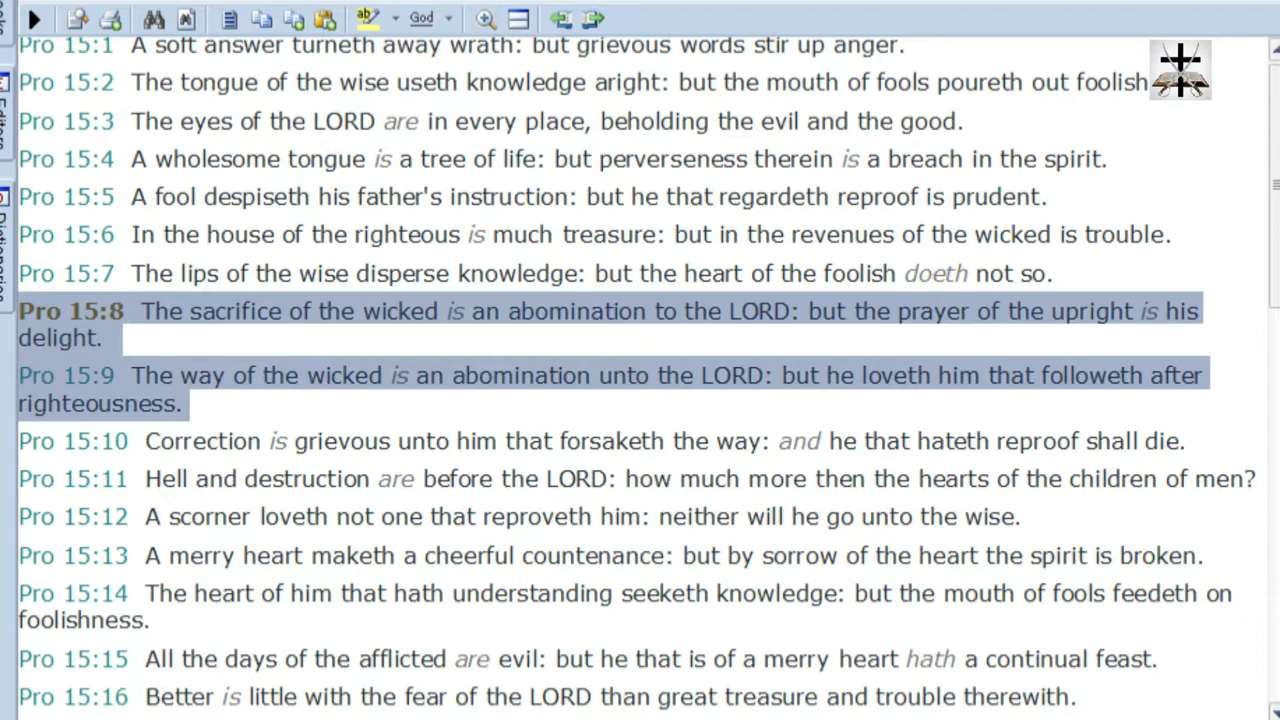 God
Pro 15:1 A soft answer turneth away wrath: but grievous words stir up anger.
Pro 15:2 The tongue of the wise useth knowledge aright: but the mouth of fools poureth out foolish
Pro 15:3 The eyes of the LORD are in every place, beholding the evil and the good.
Pro 15:4 A wholesome tongue is a tree of life: but perverseness therein is a breach in the spirit.
Pro 15:5 A fool despiseth his father's instruction: but he that regardeth reproof is prudent.
Pro 15:6 In the house of the righteous is much treasure: but in the revenues of the wicked is trouble.
Pro 15:7 The lips of the wise disperse knowledge: but the heart of the foolish doeth not so.
Pro 15:8 The sacrifice of the wicked is an abomination to the LORD: but the prayer of the upright is his
delight.
Pro 15:9 The way of the wicked is an abomination unto the LORD: but he loveth him that followeth after
righteousness.
Pro 15:10 Correction is grievous unto him that forsaketh the way: and he that hateth reproof shall die.
Pro 15:11 Hell and destruction are before the LORD: how much more then the hearts of the children of men?
Pro 15:12 A scorner loveth not one that reproveth him: neither will he go unto the wise.
Pro 15:13 A merry heart maketh a cheerful countenance: but by sorrow of the heart the spirit is broken.
Pro 15:14 The heart of him that hath understanding seeketh knowledge: but the mouth of fools feedeth on
foolishness.
Pro 15:15 All the days of the afflicted are evil: but he that is of a merry heart hath a continual feast.
Pro 15:16 Better is little with the fear of the LORD than great treasure and trouble therewith.